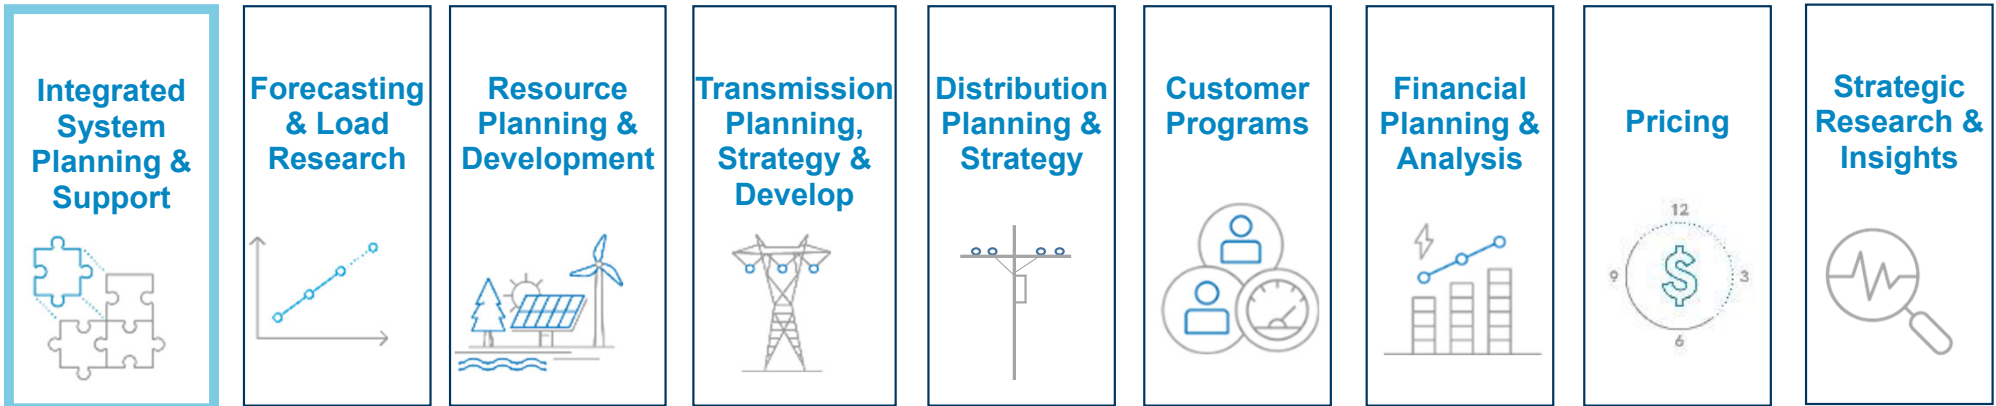 Integrated
System
Planning &
Support
Forecasting
& Load
Research
Resource
Planning &
Development
Transmission
Planning,
Strategy &
Develop
Distribution
Planning &
Strategy
Customer
Programs
Financial
Planning &
Analysis
Pricing
12
9
$
3
6
Strategic
Research &
Insights